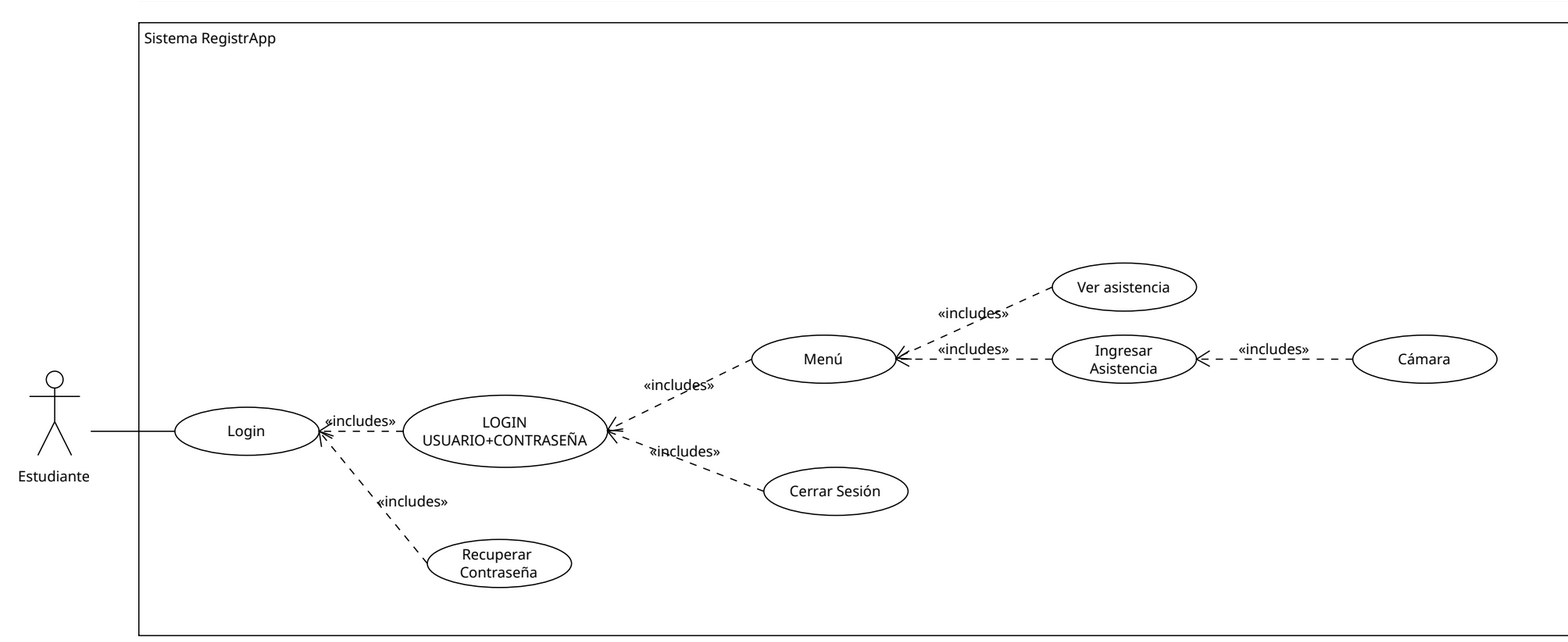 Sistema RegistrApp
Ver asistencia
«includes»
Menú
«includes»
Ingresar
Asistencia
«includes»
Cámara
«includes»
Estudiante
Login
«includes»
LOGIN
USUARIO+CONTRASEÑA
«includes»
Cerrar Sesión
«includes»
Recuperar
Contraseña